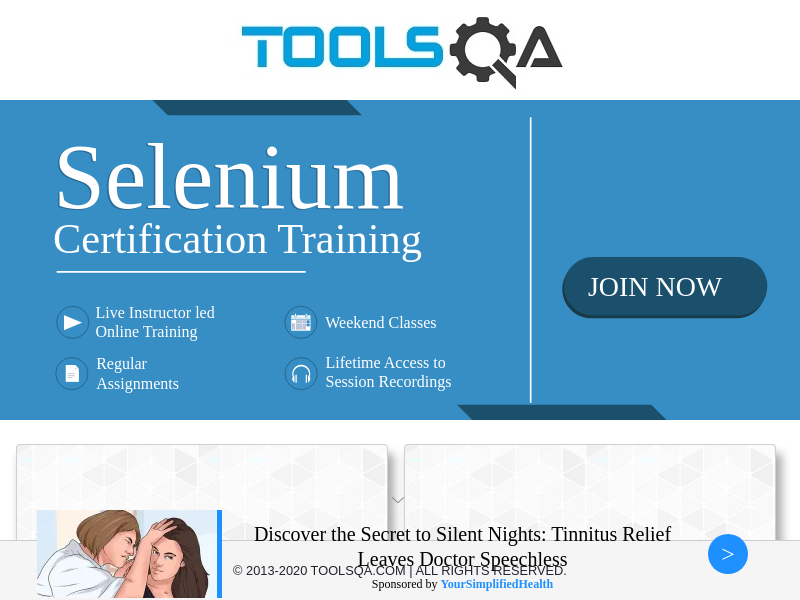 TOOLSQA
Selenium
Certification Training
JOIN NOW
Live Instructor led
Online Training
Weekend Classes
Regular
Assignments
Lifetime Access to
Session Recordings
Discover the Secret to Silent Nights: Tinnitus Relief
Leaves Doctor Speechless
>
© 2013-2020 TOOLSQA.COM | ALL RIGHTS RESERVED.
Sponsored by YourSimplifiedHealth